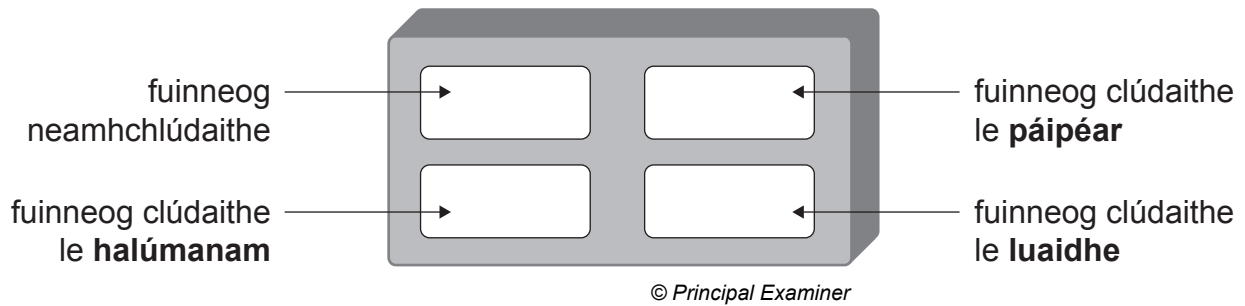 fuinneog
neamhchlúdaithe
fuinneog clúdaithe
le páipéar
fuinneog clúdaithe
le halúmanam
fuinneog clúdaithe
le luaidhe
© Principal Examiner